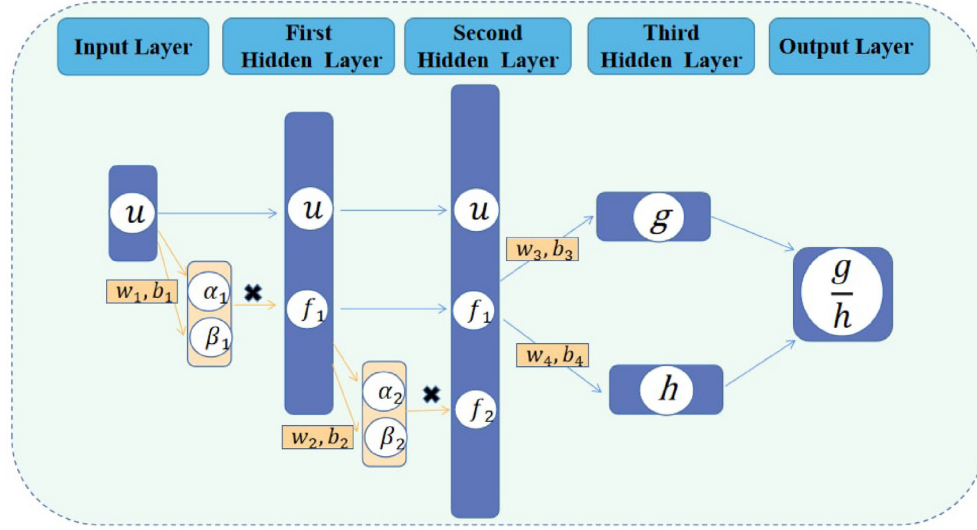 Input Layer
First
Hidden Layer
Second
Hidden Layer
Third
Hidden Layer
Output Layer
u
u
u
w₁,b₁
α₁
β₁
✖
f₁
f₁
w₂,b₂
α₂
β₂
✖
f₂
w₃,b₃
g
w₄,b₄
h
g
h